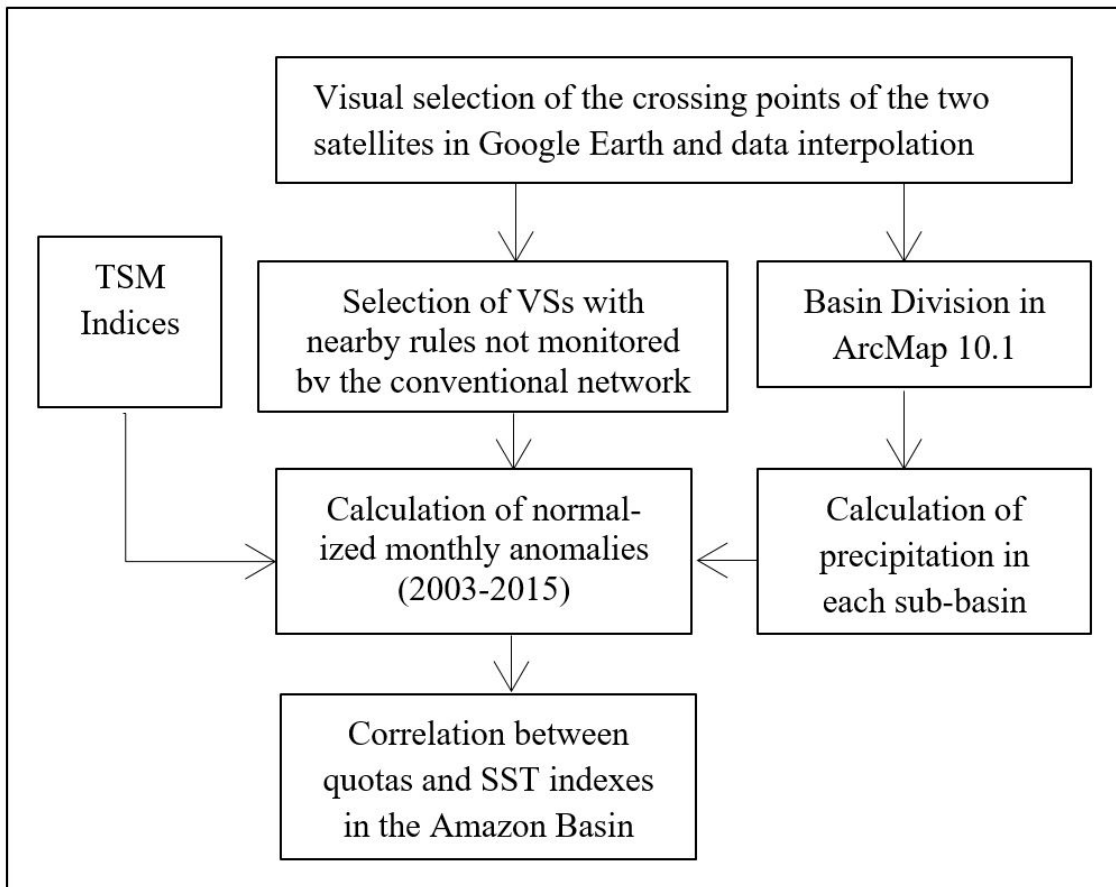 Visual selection of the crossing points of the two
satellites in Google Earth and data interpolation
TSM
Indices
Selection of VSs with
nearby rules not monitored
bv the conventional network
Basin Division in
ArcMap 10.1
Calculation of normal-
ized monthly anomalies
(2003-2015)
Calculation of
precipitation in
each sub-basin
Correlation between
quotas and SST indexes
in the Amazon Basin